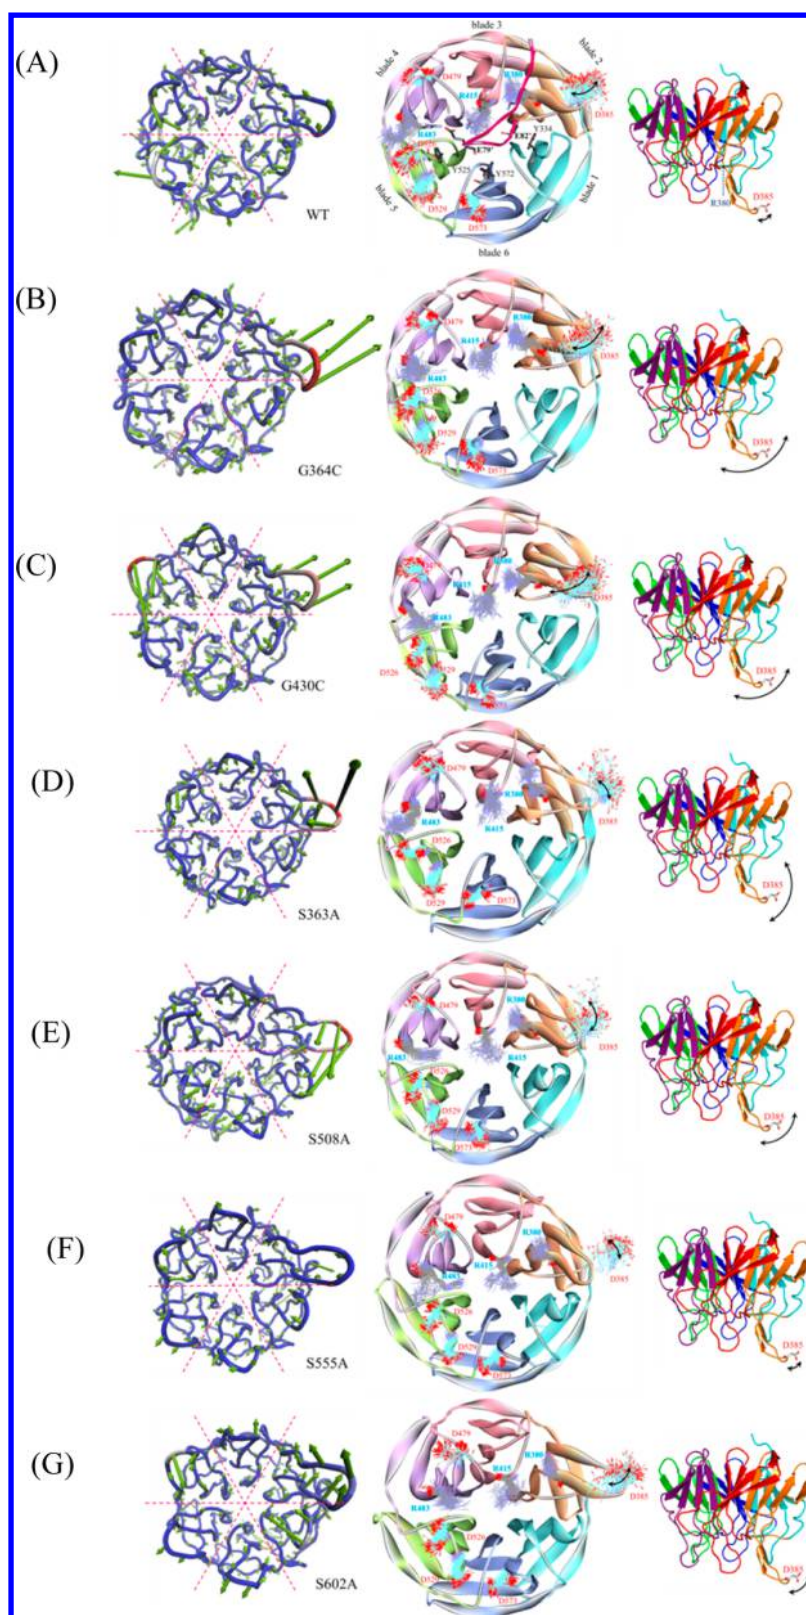 (A)
blade 3
blade 4
blade 2
D479
R380
R415
D385
R483
D526
E79'
E82'
Y334
Y525
Y572
D529
D573
blade 5
blade 1
blade 6
WT
R380
D385
(B)
D479
R380
R415
D385
R483
D526
D529
D573
G364C
D385
(C)
D479
R380
R415
D385
R483
D526
D529
G430C
D385
(D)
D479
R380
D385
R483
R415
D526
D529
D573
S363A
D385
(E)
D479
R380
D385
R483
R415
D526
D529
D573
S508A
D385
(F)
D479
R380
R415
D385
R483
D526
D529
D573
S555A
D385
(G)
D479
R415
R380
D385
R483
D526
D529
D573
S602A
D385